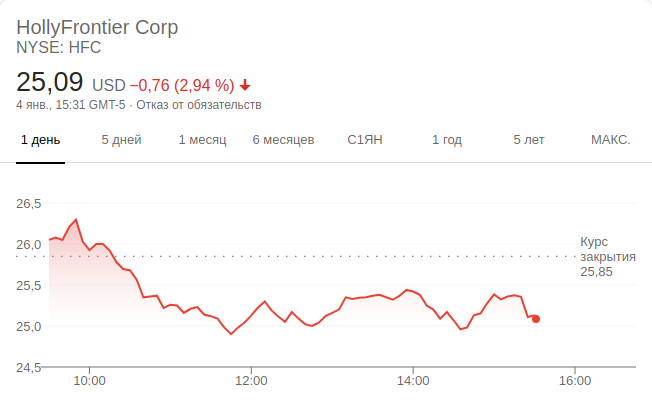 HollyFrontier Corp
NYSE: HFC
25,09 USD −0,76 (2,94 %)
4 янв., 15:31 GMT-5 · Отказ от обязательств
1 день 5 дней 1 месяц 6 месяцев С1ЯН 1 год 5 лет МАКС.
26,5
26,0
25,5
25,0
24,5
Курс
закрытия
25,85
10:00 12:00 14:00 16:00